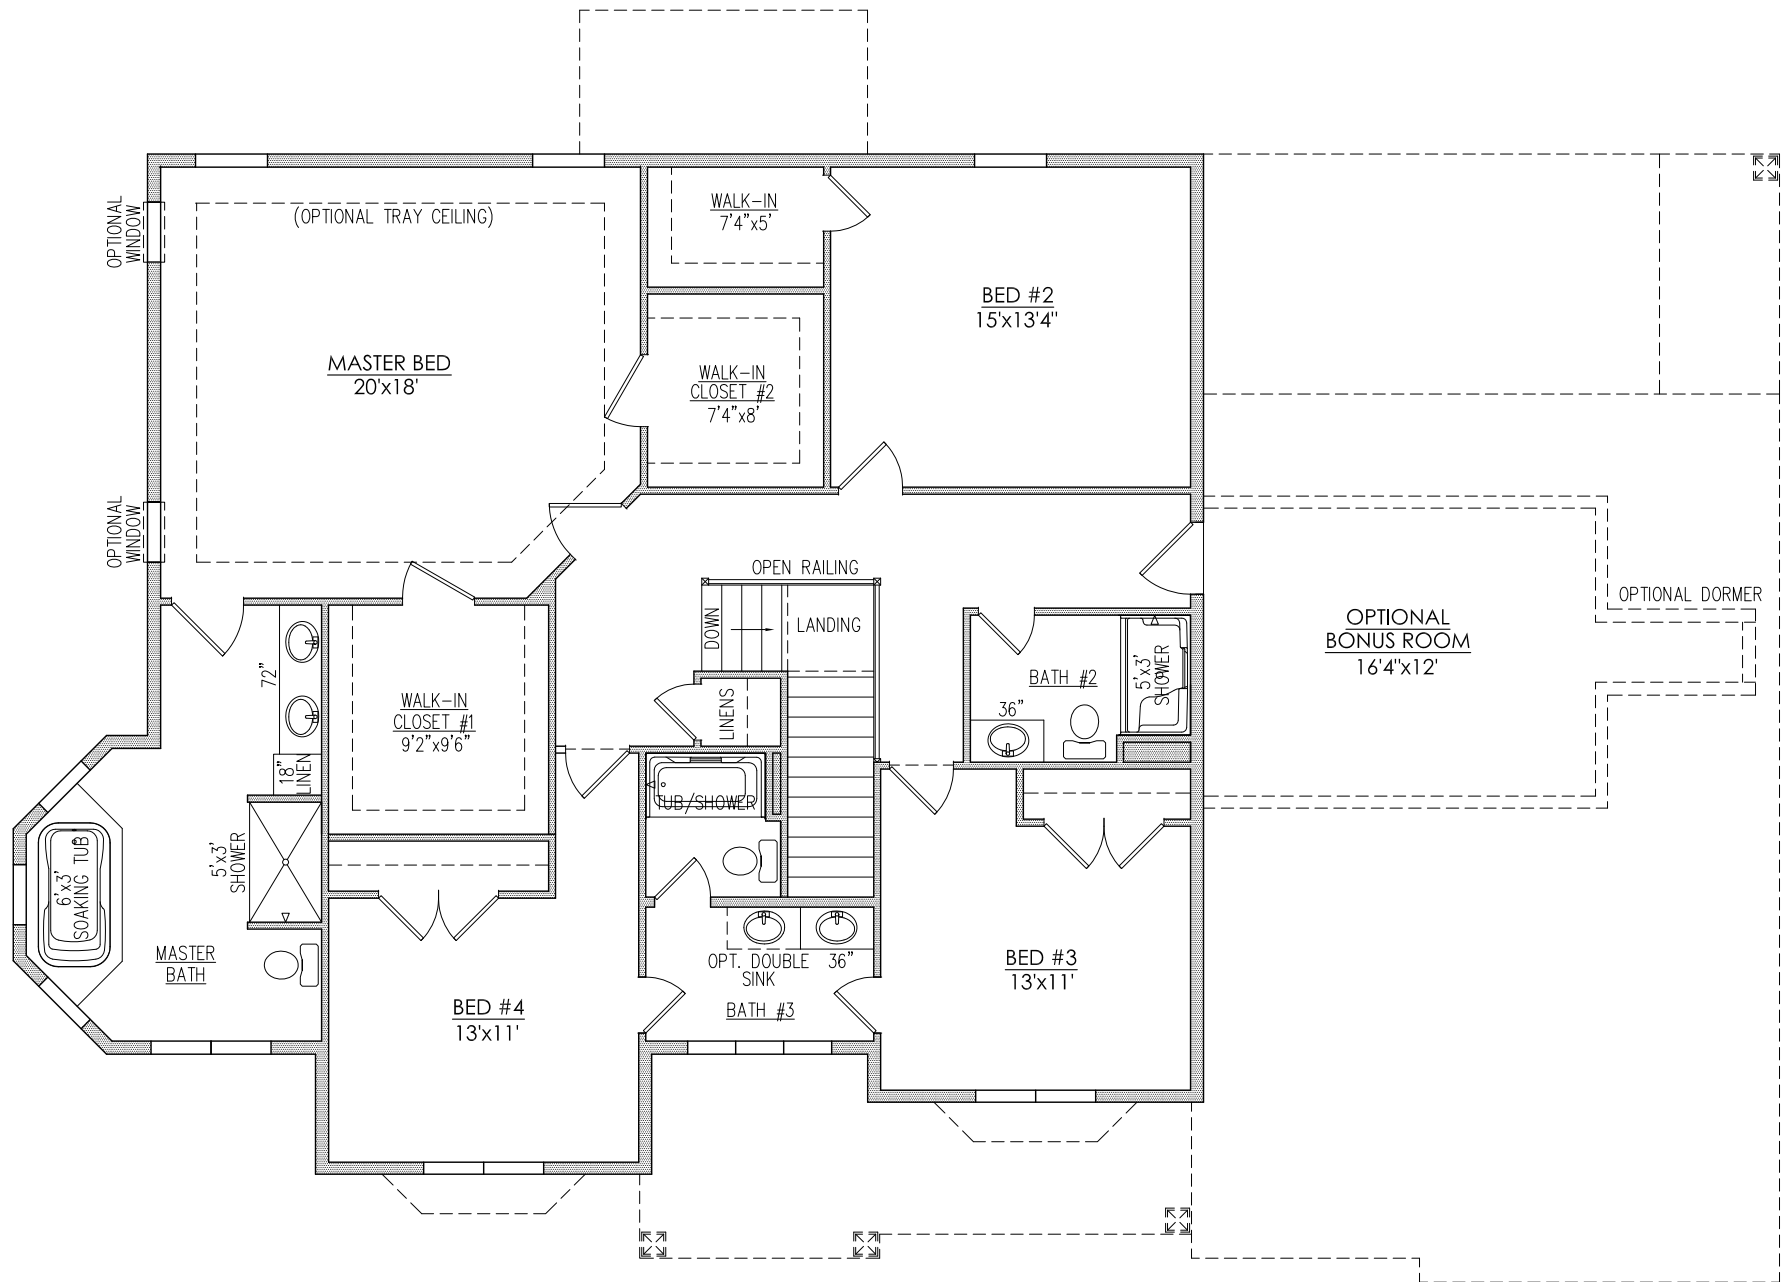 OPTIONAL
WINDOW
(OPTIONAL TRAY CEILING)
WALK-IN
7'4"x5'
BED #2
15'x13'4"
MASTER BED
20'x18'
WALK-IN
CLOSET #2
7'4"x8'
OPTIONAL
WINDOW
OPEN RAILING
DOWN
LANDING
OPTIONAL DORMER
OPTIONAL
BONUS ROOM
16'4"x12'
72"
WALK-IN
CLOSET #1
9'2"x9'6"
LINENS
BATH #2
36"
5'x3'
SHOWER
18"
LINEN
TUB/SHOWER
5'x3'
SHOWER
6'x3'
SOAKING TUB
MASTER
BATH
OPT. DOUBLE
SINK
36"
BATH #3
BED #3
13'x11'
BED #4
13'x11'